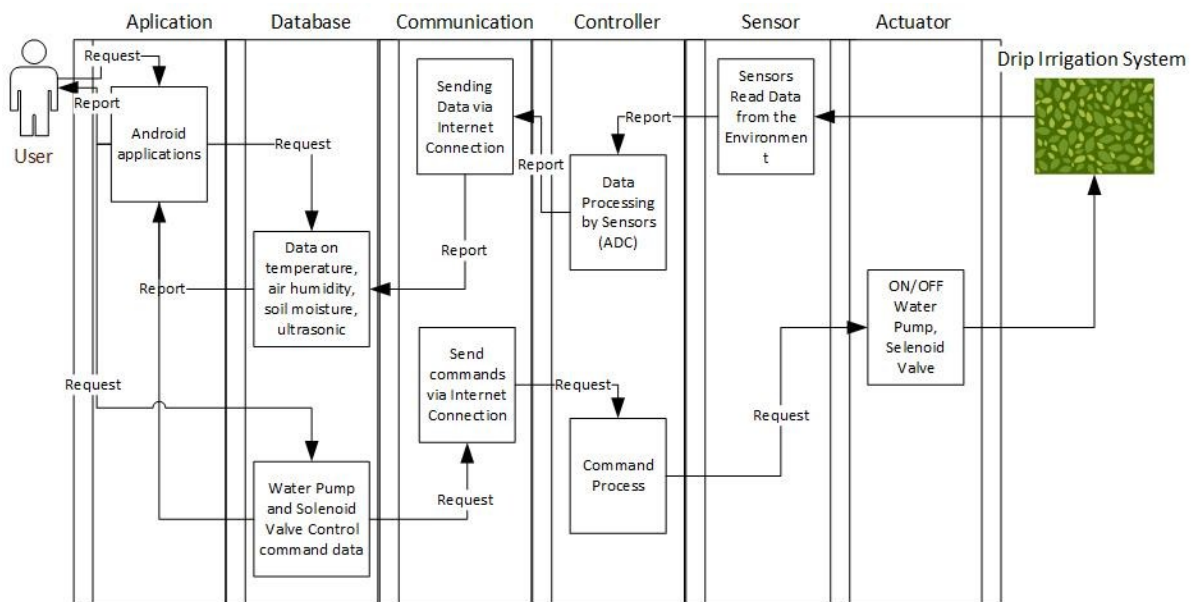 Aplication
Database
Communication
Controller
Sensor
Actuator
Drip Irrigation System
User
Request
Report
Android
applications
Request
Sending
Data via
Internet
Connection
Report
Report
Sensors
Read Data
from the
Environmen
t
Data
Processing
by Sensors
(ADC)
Report
Data on
temperature,
air humidity,
soil moisture,
ultrasonic
Report
ON/OFF
Water
Pump,
Selenoid
Valve
Send
commands
via Internet
Connection
Request
Request
Request
Command
Process
Water Pump
and Solenoid
Valve Control
command data
Request